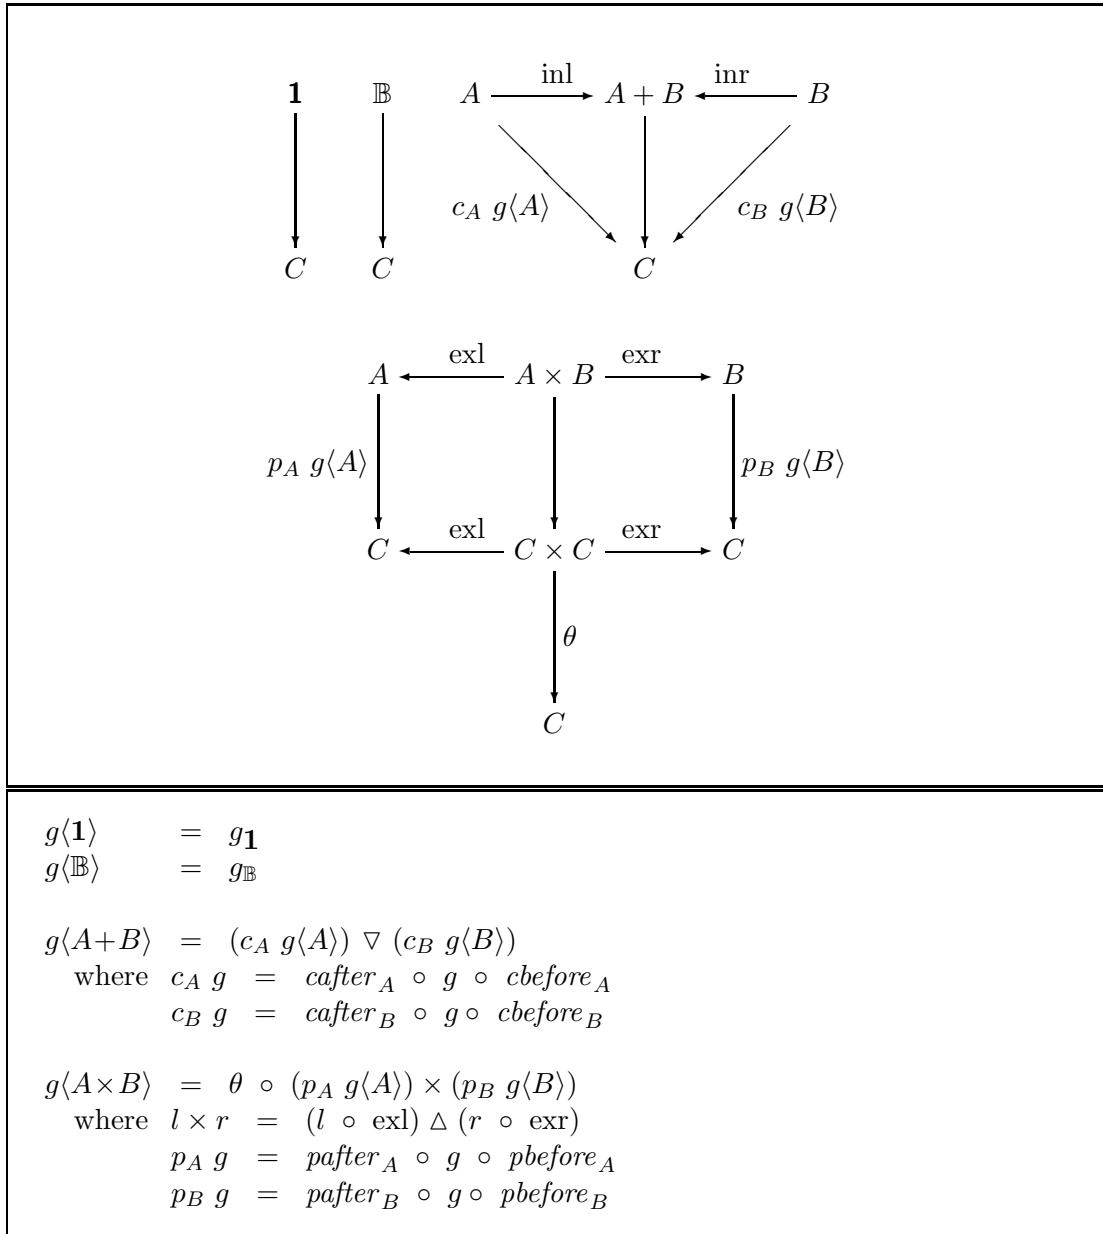 inl inr
𝟏 𝔹 A A + B B
c_A g⟨A⟩ c_B g⟨B⟩
C C C
exl exr
A A × B B
p_A g⟨A⟩ p_B g⟨B⟩
exl exr
C C × C C
θ
C
g⟨𝟏⟩ = g_𝟏
g⟨𝔹⟩ = g_𝔹
g⟨A+B⟩ = (c_A g⟨A⟩) ▿ (c_B g⟨B⟩)
where c_A g = cafter_A ∘ g ∘ cbefore_A
c_B g = cafter_B ∘ g ∘ cbefore_B
g⟨A×B⟩ = θ ∘ (p_A g⟨A⟩) × (p_B g⟨B⟩)
where l × r = (l ∘ exl) ▵ (r ∘ exr)
p_A g = pafter_A ∘ g ∘ pbefore_A
p_B g = pafter_B ∘ g ∘ pbefore_B